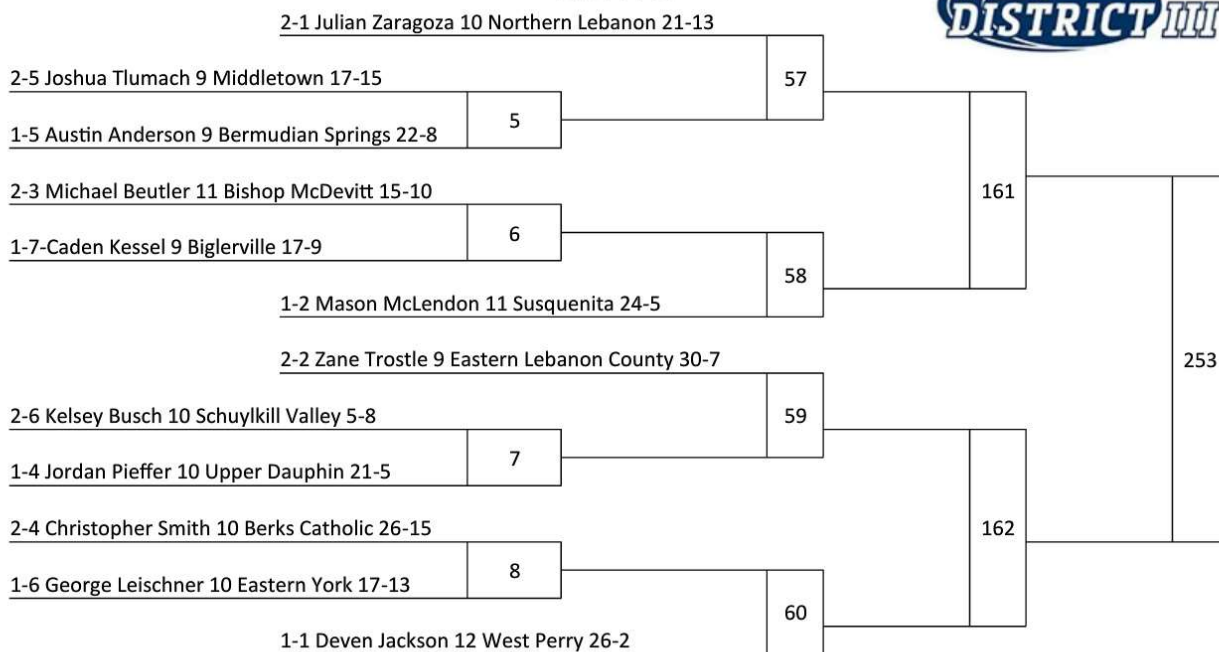 DISTRICT III
2-1 Julian Zaragoza 10 Northern Lebanon 21-13
57
2-5 Joshua Tlumach 9 Middletown 17-15
5
1-5 Austin Anderson 9 Bermudian Springs 22-8
2-3 Michael Beutler 11 Bishop McDevitt 15-10
161
6
1-7-Caden Kessel 9 Biglerville 17-9
58
1-2 Mason McLendon 11 Susquenita 24-5
2-2 Zane Trostle 9 Eastern Lebanon County 30-7
253
2-6 Kelsey Busch 10 Schuylkill Valley 5-8
59
7
1-4 Jordan Pieffer 10 Upper Dauphin 21-5
2-4 Christopher Smith 10 Berks Catholic 26-15
162
8
1-6 George Leischner 10 Eastern York 17-13
60
1-1 Deven Jackson 12 West Perry 26-2